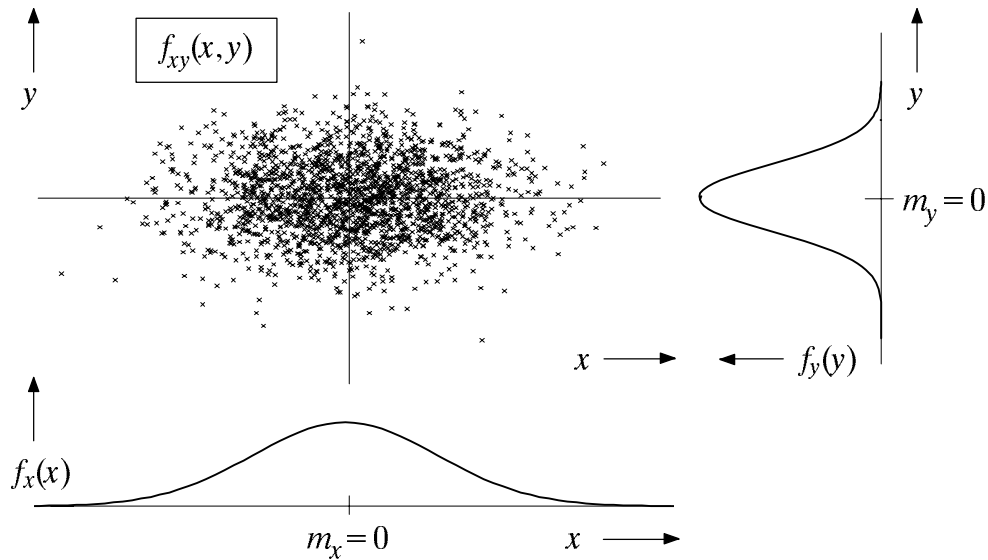 f_xy(x,y)
y
y
m_y = 0
x
f_y(y)
f_x(x)
m_x = 0
x